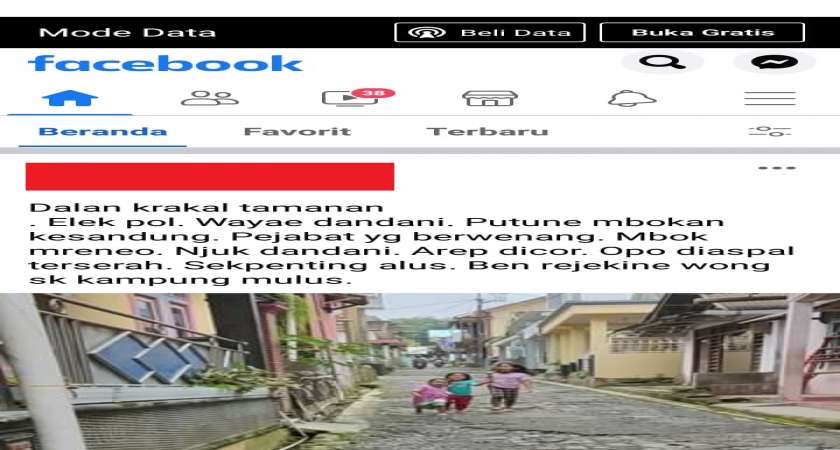 Mode Data
Beli Data
Buka Gratis
facebook
38
Beranda
Favorit
Terbaru
Dalan krakal tamanan
. Elek pol. Wayae dandani. Putune mbokan
kesandung. Pejabat yg berwenang. Mbok
mreneo. Njuk dandani. Arep dicor. Opo diaspal
terserah. Sekpenting alus. Ben rejekine wong
sk kampung mulus.